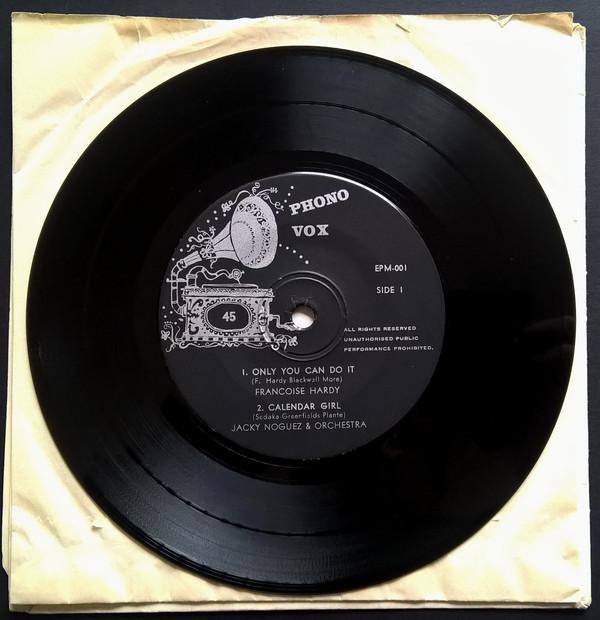 PHONO
VOX
EPM-001
SIDE 1
45
ALL RIGHTS RESERVED
UNAUTHORISED PUBLIC
PERFORMANCE PROHIBITED.
1. ONLY YOU CAN DO IT
(F. Hardy Blackwall More)
FRANCOISE HARDY
2. CALENDAR GIRL
(Sedaka Greenfields Plante)
JACKY NOGUEZ & ORCHESTRA